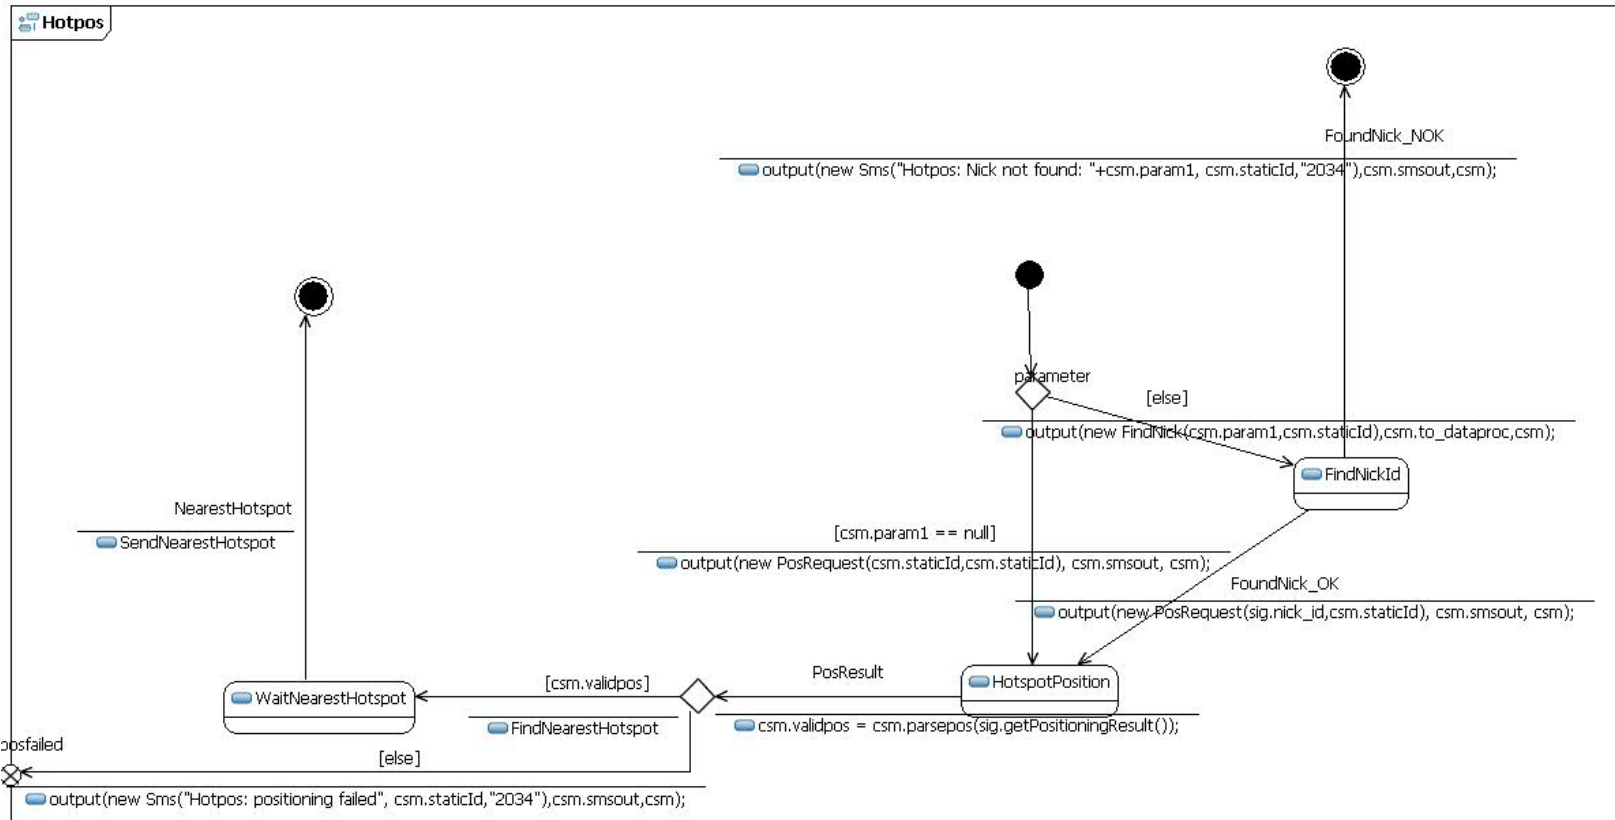 Hotpos
FoundNick_NOK
output(new Sms("Hotpos: Nick not found: "+csm.param1, csm.staticId,"2034"),csm.smsout,csm);
parameter
[else]
output(new FindNick(csm.param1,csm.staticId),csm.to_dataproc,csm);
FindNickId
NearestHotspot
SendNearestHotspot
[csm.param1 == null]
output(new PosRequest(csm.staticId,csm.staticId), csm.smsout, csm);
FoundNick_OK
output(new PosRequest(sig.nick_id,csm.staticId), csm.smsout, csm);
PosResult
HotspotPosition
[csm.validpos]
WaitNearestHotspot
FindNearestHotspot
csm.validpos = csm.parsepos(sig.getPositioningResult());
posfailed
[else]
output(new Sms("Hotpos: positioning failed", csm.staticId,"2034"),csm.smsout,csm);